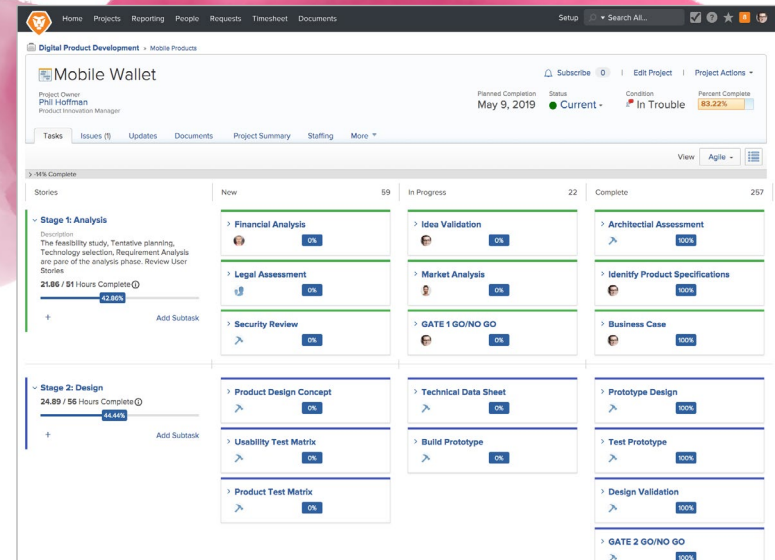 Home Projects Reporting People Requests Timesheet Documents Setup Search All... 8
Digital Product Development » Mobile Products
Mobile Wallet
Subscribe 0 | Edit Project | Project Actions
Project Owner
Phil Hoffman
Product Innovation Manager
Planned Completion
May 9, 2019
Status
Current
Condition
In Trouble
Percent Complete
83.22%
Tasks Issues (1) Updates Documents Project Summary Staffing More
View Agile
> -14% Complete
Stories New 59 In Progress 22 Complete 257
Stage 1: Analysis
Description
The feasibility study, Tentative planning,
Technology selection, Requirement Analysis
are pare of the analysis phase. Review User
Stories
21.86 / 51 Hours Complete
42.86%
+ Add Subtask
> Financial Analysis
0%
> Legal Assessment
0%
> Security Review
0%
> Idea Validation
0%
> Market Analysis
0%
> GATE 1 GO/NO GO
0%
> Architectial Assessment
100%
> Idenitfy Product Specifications
100%
> Business Case
100%
Stage 2: Design
24.89 / 56 Hours Complete
44.44%
+ Add Subtask
> Product Design Concept
0%
> Usability Test Matrix
0%
> Product Test Matrix
0%
> Technical Data Sheet
0%
> Build Prototype
0%
> Prototype Design
100%
> Test Prototype
100%
> Design Validation
100%
> GATE 2 GO/NO GO
100%